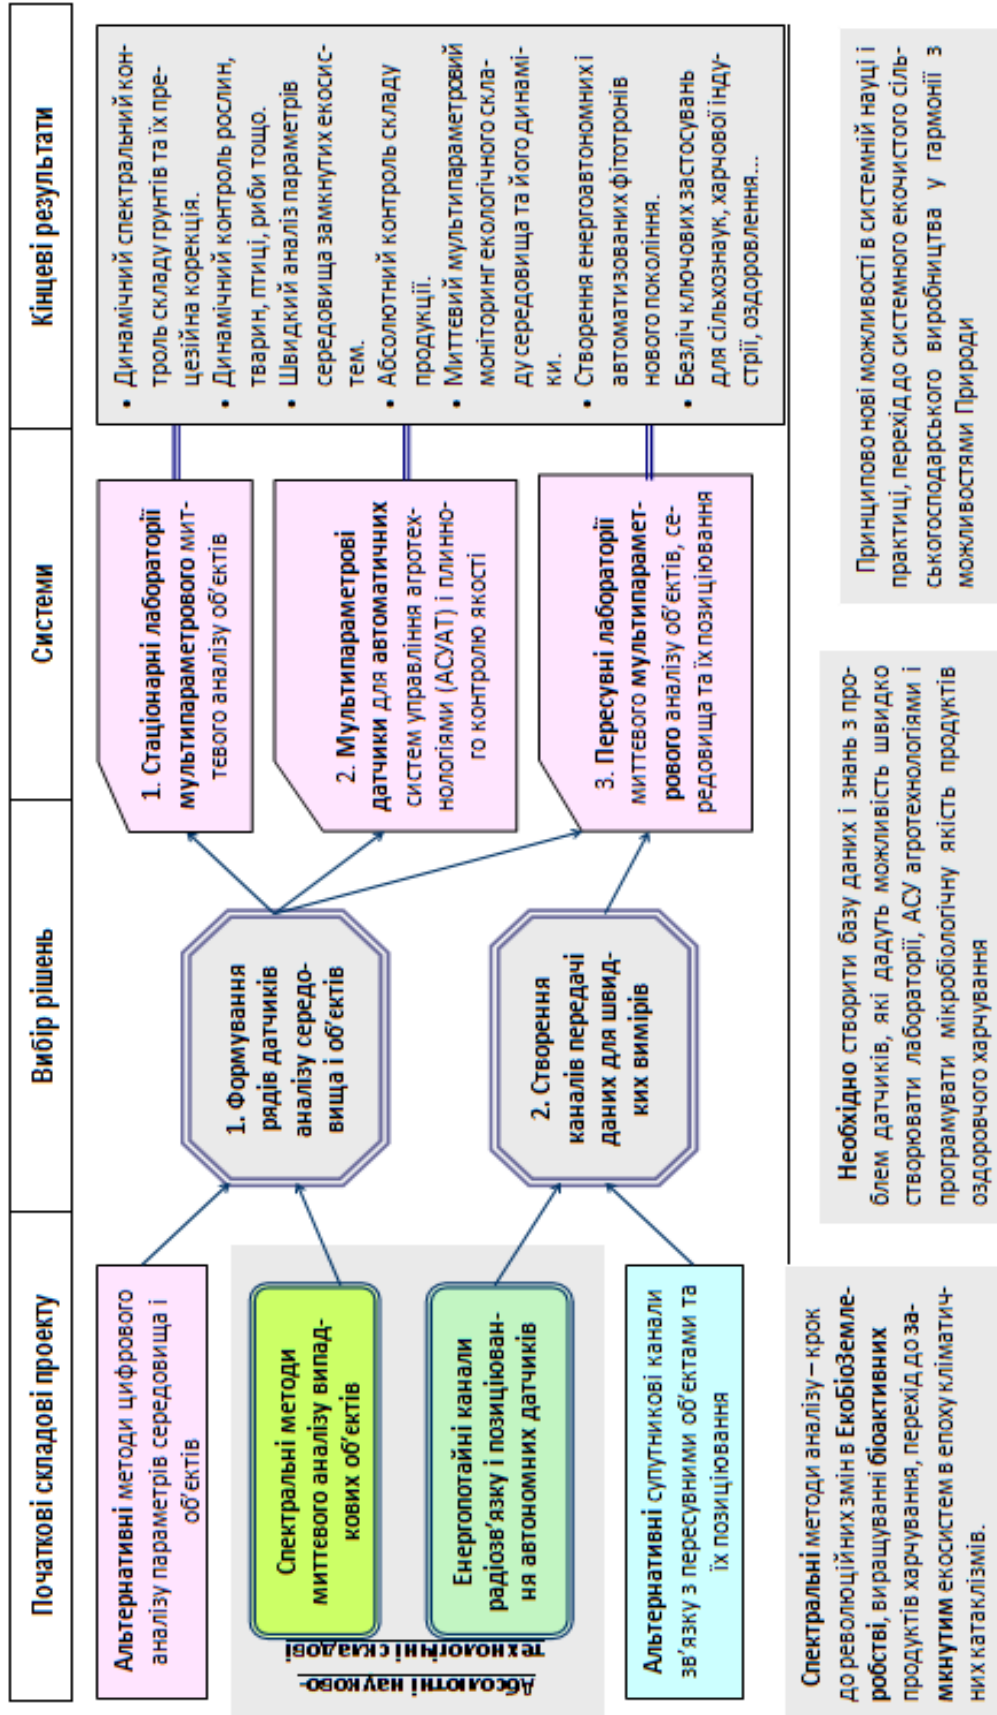 Початкові складові проекту
Вибір рішень
Системи
Кінцеві результати
Альтернативні методи цифрового
аналізу параметрів середовища і
об'єктів
Абсолютні науково-
технологічні складові
Спектральні методи
миттєвого аналізу випад-
кових об'єктів
Енергопотайні канали
радіозв'язку і позиціюван-
ня автономних датчиків
Альтернативні супутникові канали
зв'язку з пересувними об'єктами та
їх позиціювання
1. Формування
рядів датчиків
аналізу середо-
вища і об'єктів
2. Створення
каналів передачі
даних для швид-
ких вимірів
1. Стаціонарні лабораторії
мультипараметрового мит-
тєвого аналізу об'єктів
2. Мультипараметрові
датчики для автоматичних
систем управління агротех-
нологіями (АСУАТ) і плинно-
го контролю якості
3. Пересувні лабораторії
миттєвого мультипарамет-
рового аналізу об'єктів, се-
редовища та їх позиціювання
• Динамічний спектральний кон-
троль складу грунтів та їх пре-
цезійна корекція.
• Динамічний контроль рослин,
тварин, птиці, риби тощо.
• Швидкий аналіз параметрів
середовища замкнутих екосис-
тем.
• Абсолютний контроль складу
продукції.
• Миттєвий мультипараметровий
моніторинг екологічного скла-
ду середовища та його динамі-
ки.
• Створення енергоавтономних і
автоматизованих фітотронів
нового покоління.
• Безліч ключових застосувань
для сільхознаук, харчової інду-
стрії, оздоровлення...
Спектральні методи аналізу – крок
до революційних змін в ЕкоБіоЗемле-
робстві, виращуванні біоактивних
продуктів харчування, перехід до за-
мкнутим екосистем в епоху кліматич-
них катаклізмів.
Необхідно створити базу даних і знань з про-
блем датчиків, які дадуть можливість швидко
створювати лабораторії, АСУ агротехнологіями і
програмувати мікробіологічну якість продуктів
оздоровчого харчування
Принципово нові можливості в системній науці і
практиці, перехід до системного екочистого сіль-
ськогосподарського виробництва у гармонії з
можливостями Природи